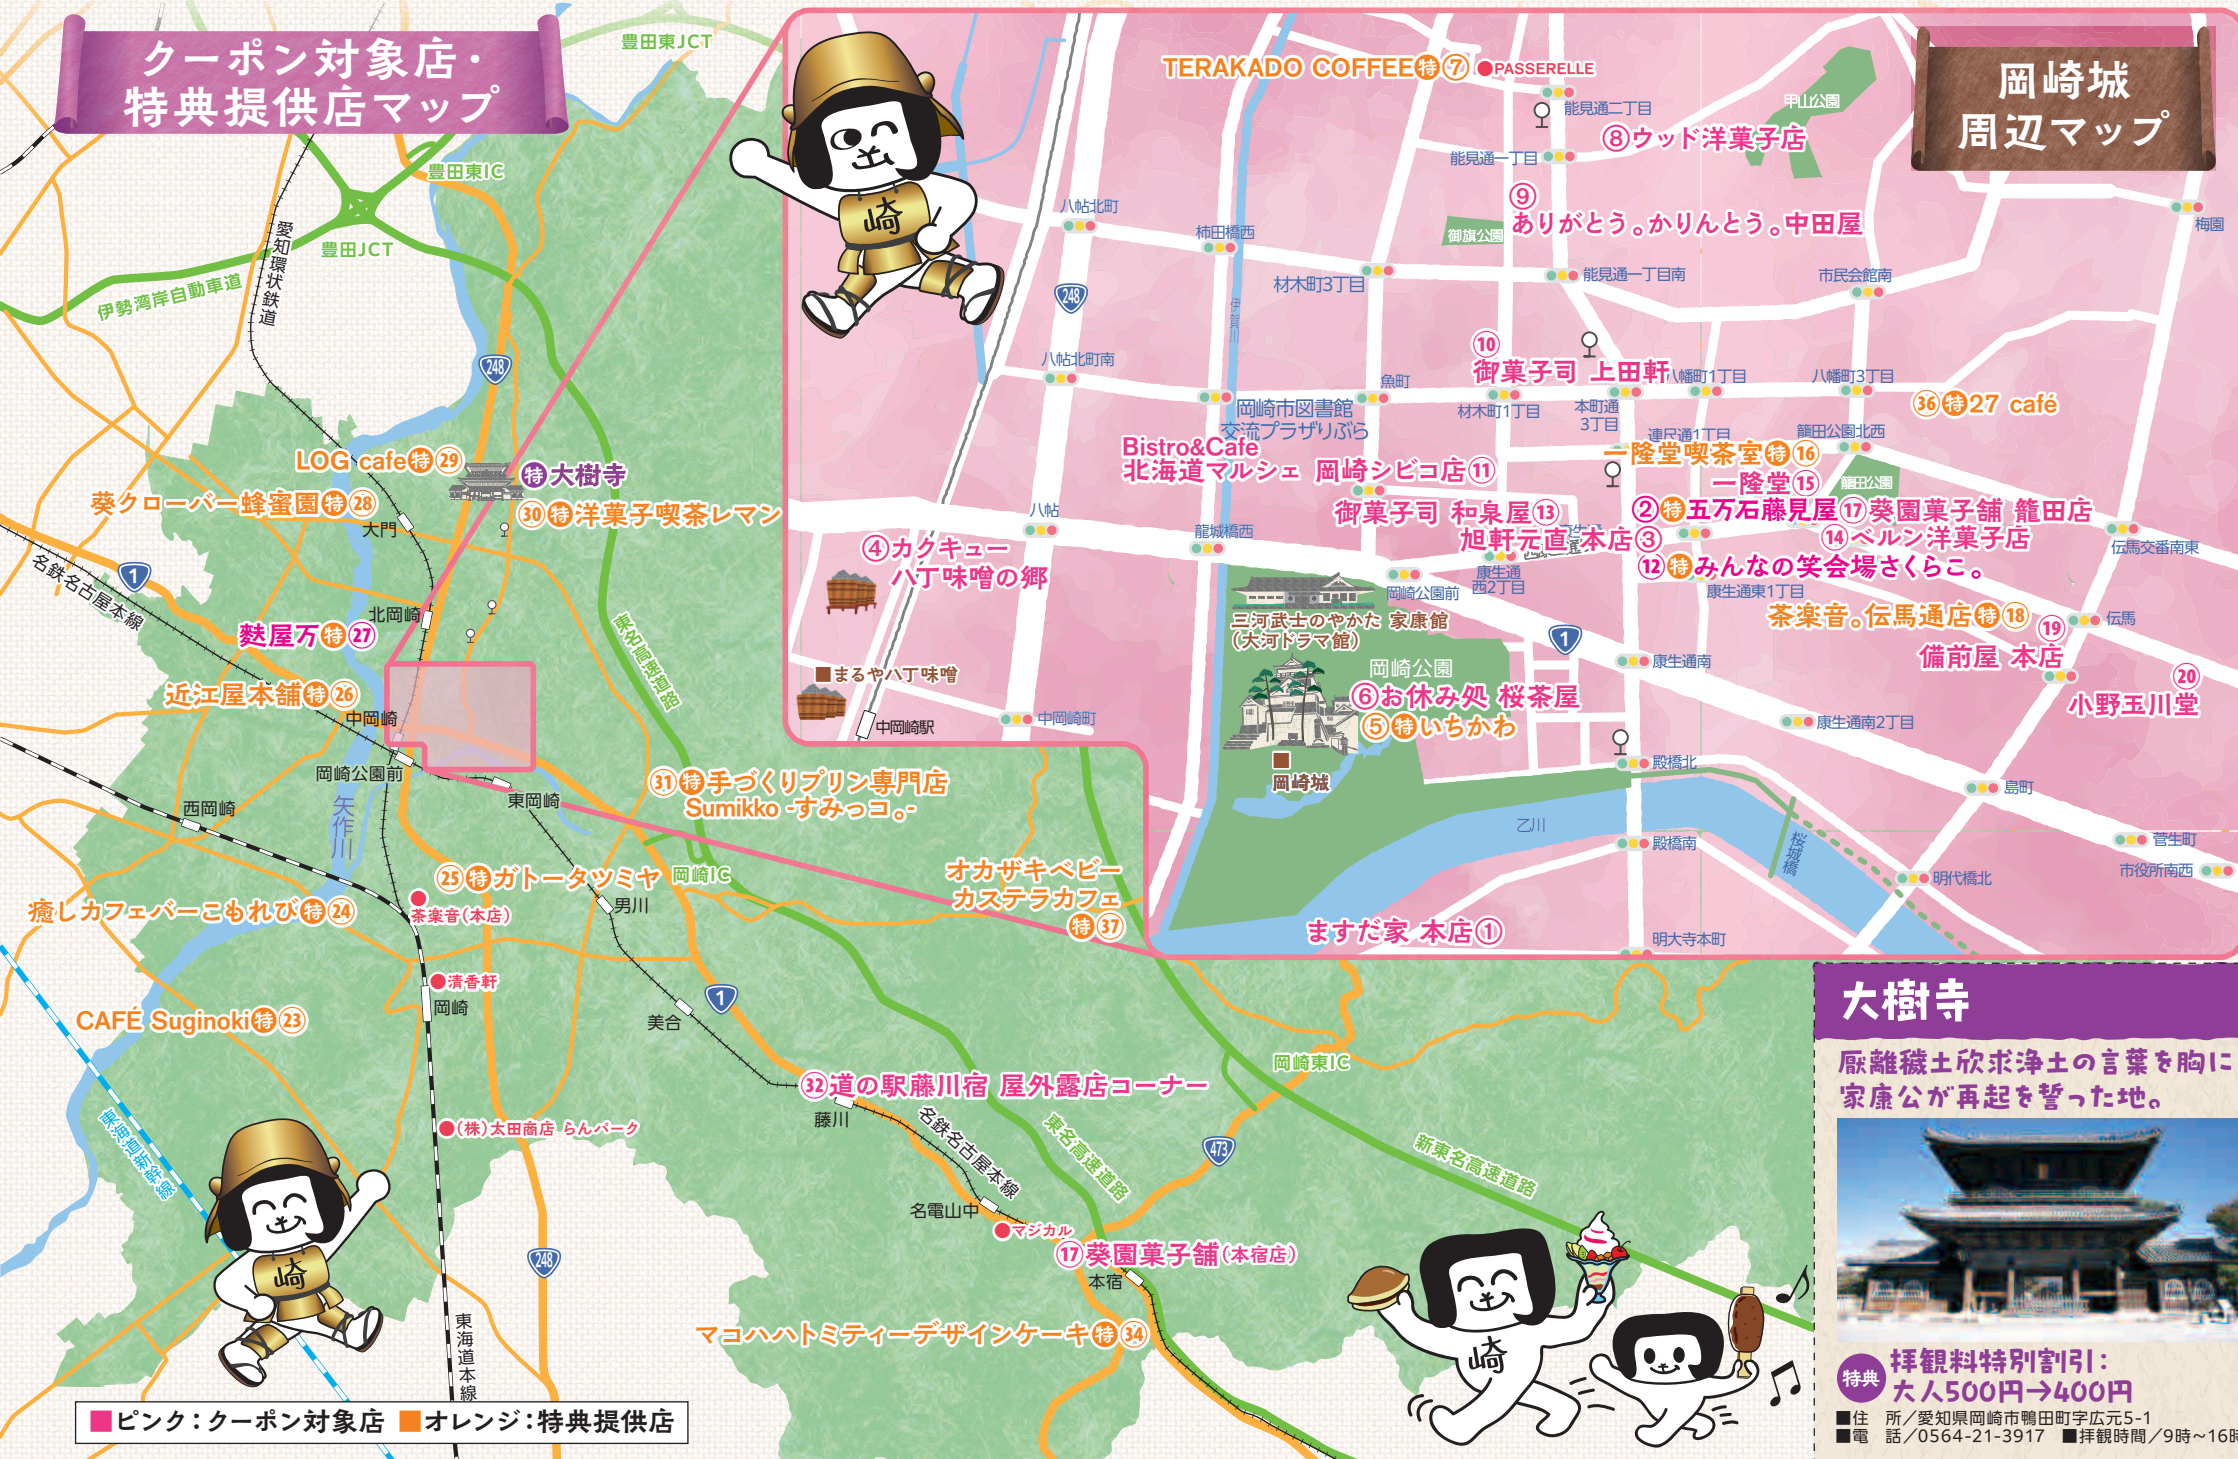 クーポン対象店・
特典提供店マップ
岡崎城
周辺マップ
豊田東JCT
豊田東IC
豊田JCT
伊勢湾岸自動車道
愛知環状鉄道
248
LOG cafe特㉙
特大樹寺
葵クローバー蜂蜜園特㉘
㉚特洋菓子喫茶レマン
大門
1
名鉄名古屋本線
北岡崎
麩屋万特㉗
近江屋本舗特㉖
中岡崎
岡崎公園前
西岡崎
矢作川
東岡崎
東名高速道路
㉛特手づくりプリン専門店
Sumikko -すみっコ。-
岡崎IC
㉕特ガトータツミヤ
男川
癒しカフェバーこもれび特㉔
茶楽音(本店)
オカザキベビー
カステラカフェ
特㊲
清香軒
岡崎
CAFÉ Suginoki特㉓
1
美合
㉜道の駅藤川宿 屋外露店コーナー
藤川
名鉄名古屋本線
東名高速道路
岡崎東IC
473
新東名高速道路
東海道新幹線
(株)太田商店 らんパーク
名電山中
マジカル
⑰葵園菓子舗(本宿店)
本宿
248
マコハハトミティーデザインケーキ特㉞
東海道本線
崎
崎
崎
ピンク：クーポン対象店 オレンジ：特典提供店
TERAKADO COFFEE特⑦
PASSERELLE
能見通二丁目
甲山公園
⑧ウッド洋菓子店
能見通一丁目
⑨
ありがとう。かりんとう。中田屋
御旗公園
梅園
八帖北町
柿田橋西
材木町3丁目
能見通一丁目南
市民会館南
248
伊賀川
八帖北町南
⑩
御菓子司 上田軒
魚町
材木町1丁目
本町通
3丁目
八幡町1丁目
八幡町3丁目
㊱特27 café
岡崎市図書館
交流プラザりぶら
連尺通1丁目
籠田公園北西
Bistro&Cafe
北海道マルシェ 岡崎シビコ店⑪
一隆堂喫茶室特⑯
一隆堂⑮
籠田公園
御菓子司 和泉屋⑬
②特五万石藤見屋
⑰葵園菓子舗 籠田店
旭軒元直 本店③
⑭ベルン洋菓子店
伝馬交番南東
⑫特みんなの笑会場さくらこ。
八帖
龍城橋西
④カクキュー
八丁味噌の郷
岡崎公園前
康生通
西2丁目
康生通東1丁目
茶楽音。伝馬通店特⑱
⑲
備前屋 本店
伝馬
三河武士のやかた 家康館
(大河ドラマ館)
1
康生通南
⑳
小野玉川堂
まるや八丁味噌
岡崎公園
⑥お休み処 桜茶屋
⑤特いちかわ
中岡崎駅
中岡崎町
康生通南2丁目
岡崎城
殿橋北
島町
乙川
桜城橋
殿橋南
菅生町
市役所南西
明代橋北
ますだ家 本店①
明大寺本町
大樹寺
厭離穢土欣求浄土の言葉を胸に
家康公が再起を誓った地。
特典
拝観料特別割引：
大人500円→400円
■住　所／愛知県岡崎市鴨田町字広元5-1
■電　話／0564-21-3917 ■拝観時間／9時～16時